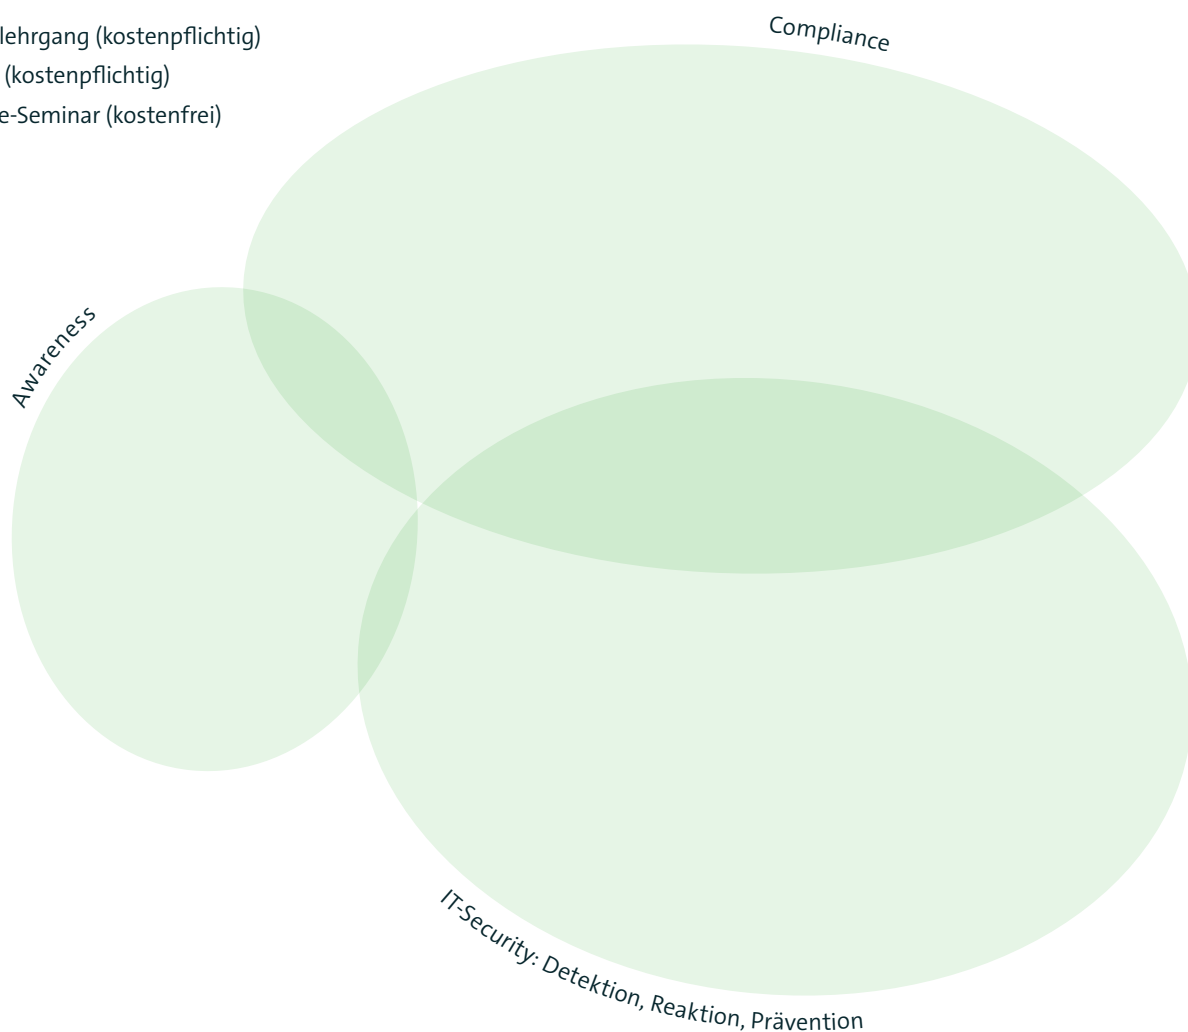 lehrgang (kostenpflichtig)
(kostenpflichtig)
e-Seminar (kostenfrei)
Compliance
Awareness
IT-Security: Detektion, Reaktion, Prävention